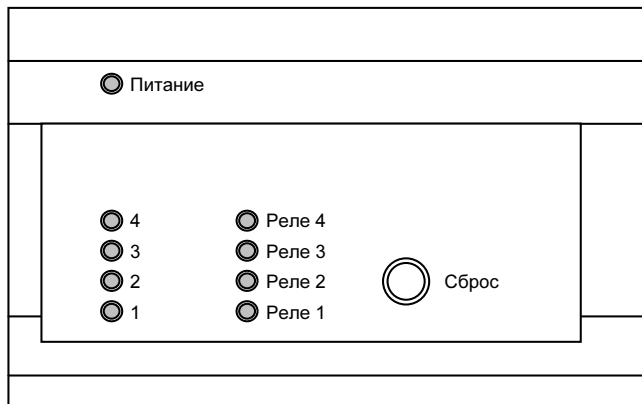 Питание
4 Реле 4
3 Реле 3
2 Реле 2 Сброс
1 Реле 1